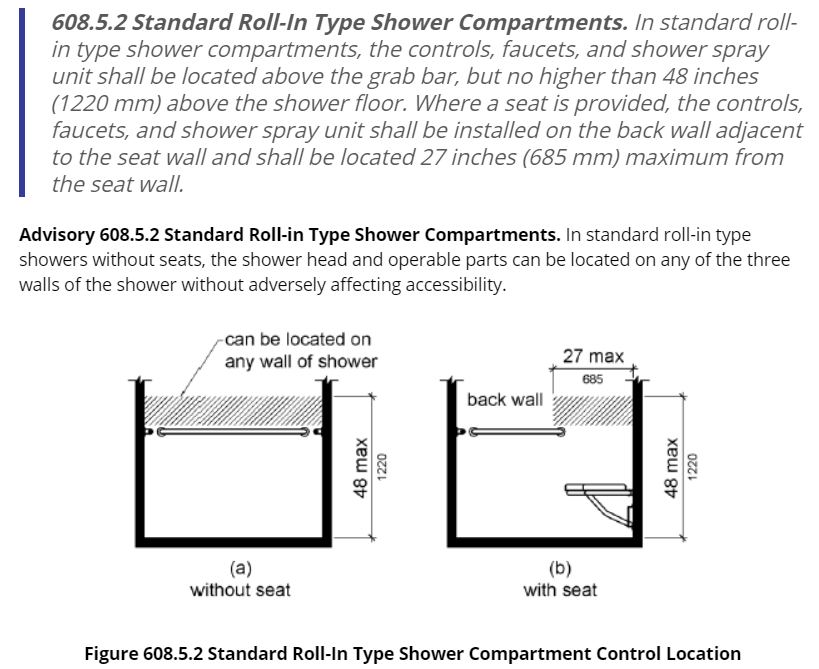 608.5.2 Standard Roll-In Type Shower Compartments. In standard roll-
in type shower compartments, the controls, faucets, and shower spray
unit shall be located above the grab bar, but no higher than 48 inches
(1220 mm) above the shower floor. Where a seat is provided, the controls,
faucets, and shower spray unit shall be installed on the back wall adjacent
to the seat wall and shall be located 27 inches (685 mm) maximum from
the seat wall.
Advisory 608.5.2 Standard Roll-in Type Shower Compartments. In standard roll-in type
showers without seats, the shower head and operable parts can be located on any of the three
walls of the shower without adversely affecting accessibility.
can be located on
any wall of shower
48 max
1220
(a)
without seat
27 max
685
back wall
48 max
1220
(b)
with seat
Figure 608.5.2 Standard Roll-In Type Shower Compartment Control Location